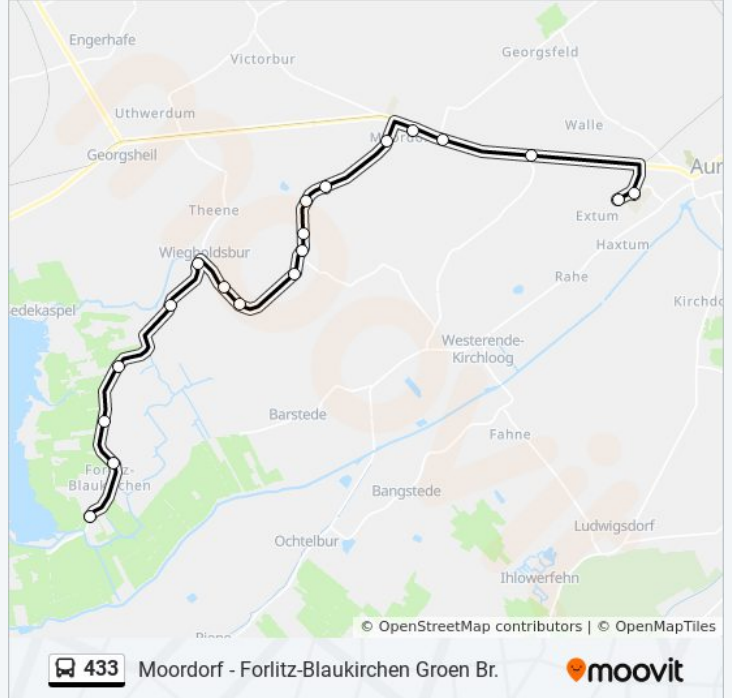 Engerhafe
Georgsfeld
Victorbur
Uthwerdum
Walle
Georgsheil
Aur
Theene
Extum
Haxtum
Wiegboldsbur
Rahe
edekaspel
Kirchdo
Westerende-
Kirchloog
Barstede
Fahne
Forlitz-
Blaukirchen
Bangstede
Ludwigsdorf
Ochtelbur
Ihlowerfehn
© OpenStreetMap contributors | © OpenMapTiles
433 Moordorf - Forlitz-Blaukirchen Groen Br.
moovit